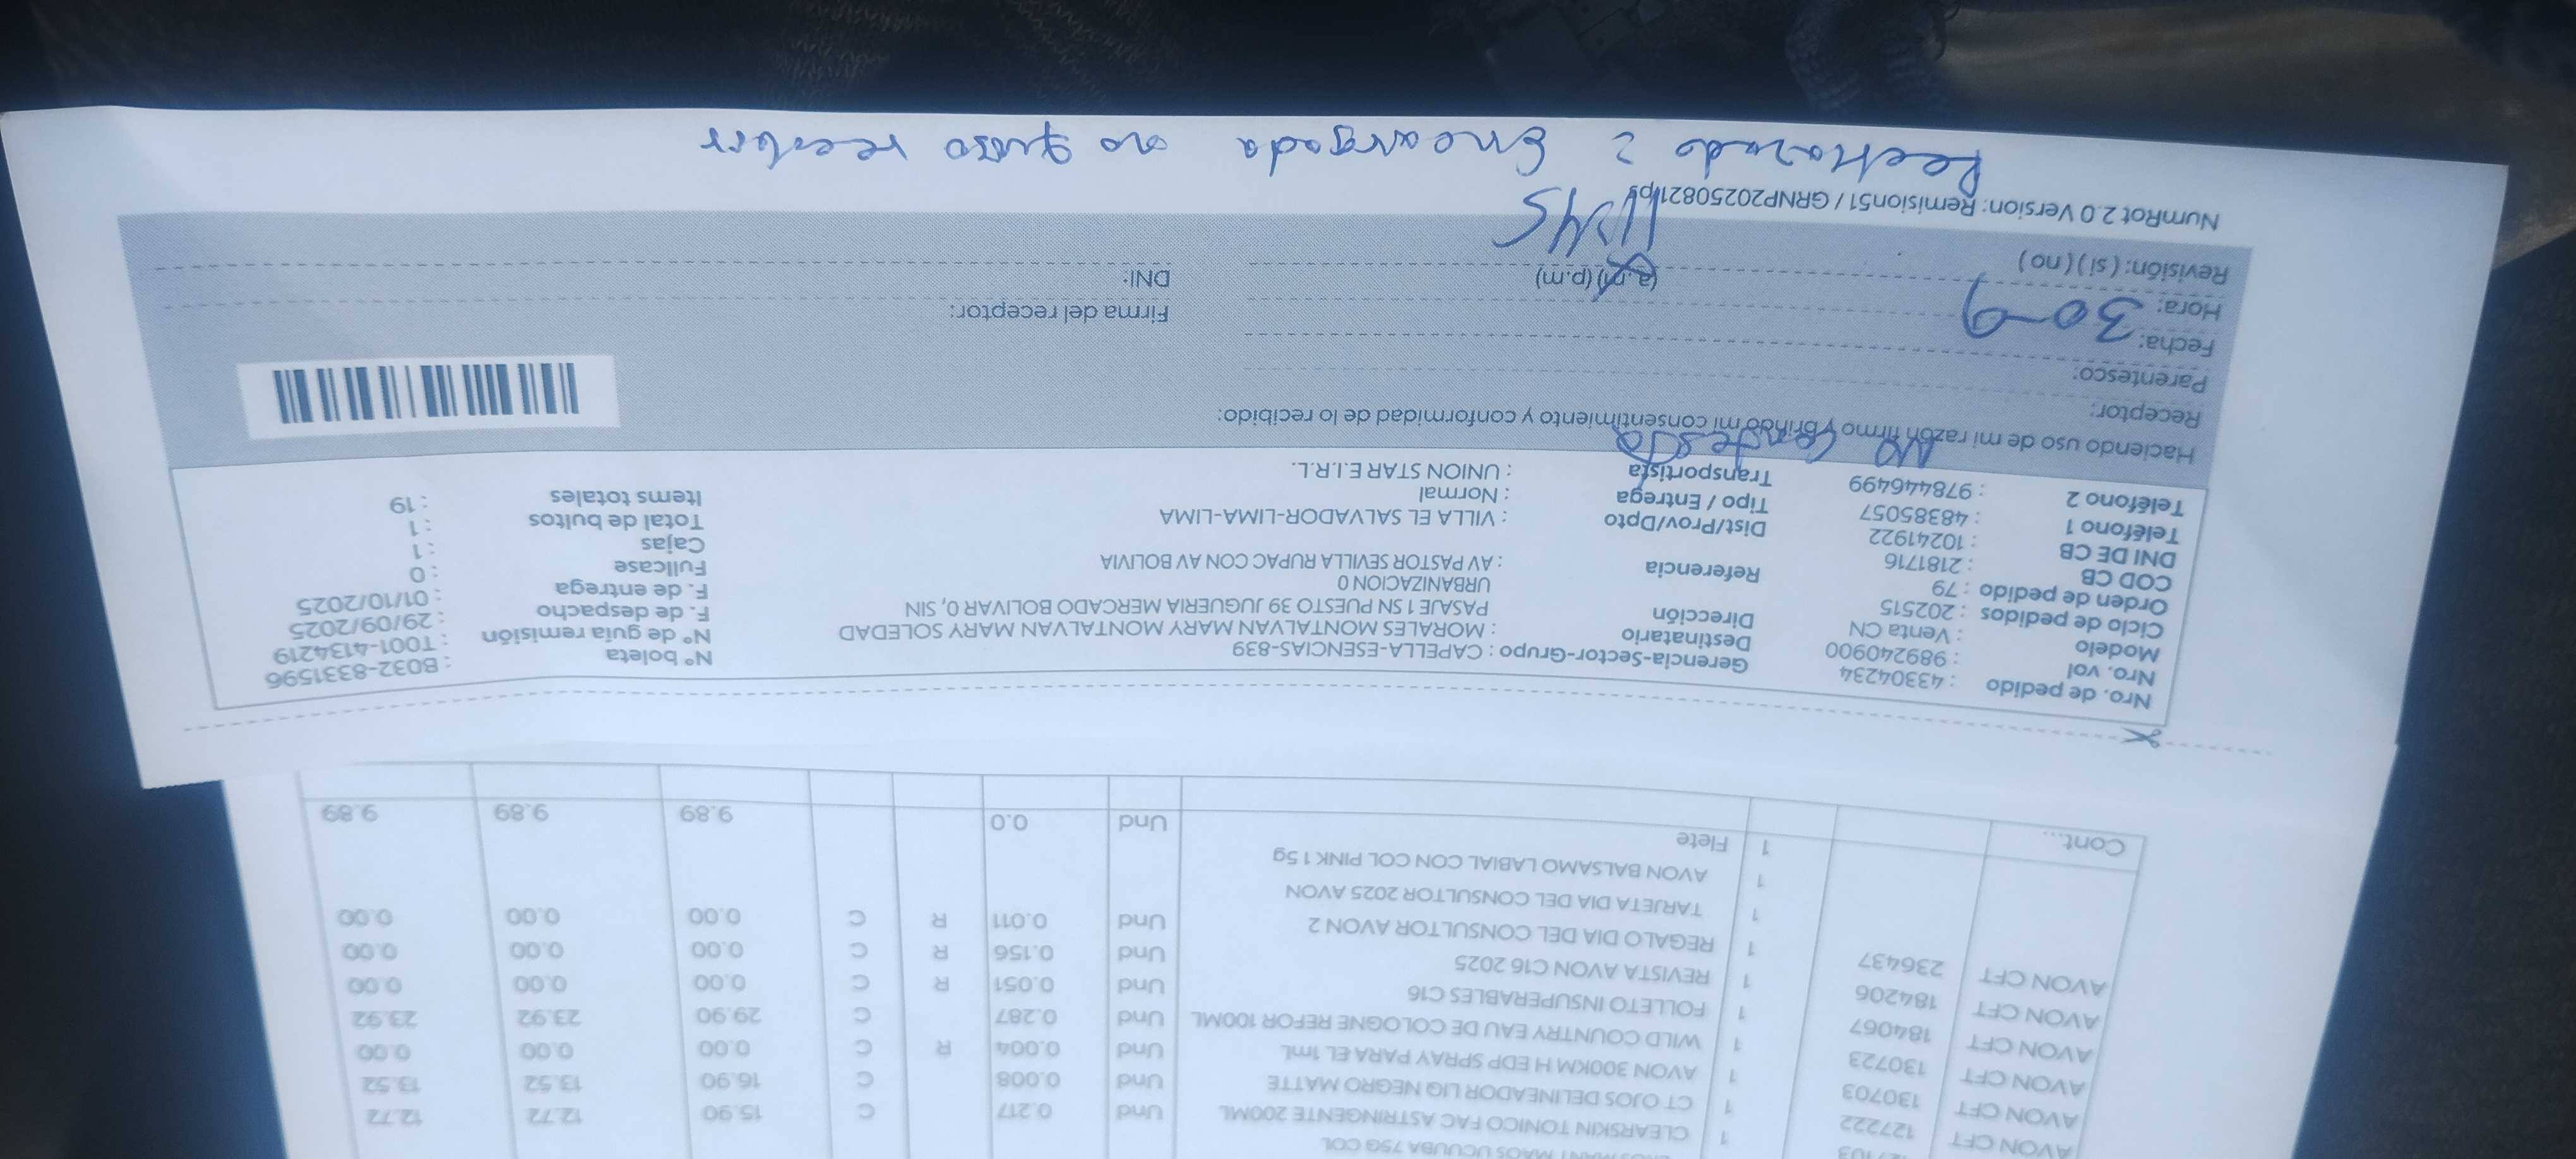 AVON CFT 127222 1 CLEARSKIN TONICO FAC ASTRINGENTE 200ML Und 0.217 C 15.90 12.72 12.72
AVON CFT 130703 1 CT OJOS DELINEADOR LIQ NEGRO MATTE Und 0.008 C 16.90 13.52 13.52
AVON CFT 130723 1 AVON 300KM H EDP SPRAY PARA EL 1mL Und 0.004 R C 0.00 0.00 0.00
AVON CFT 184067 1 WILD COUNTRY EAU DE COLOGNE REFOR 100ML Und 0.287 C 29.90 23.92 23.92
AVON CFT 184206 1 FOLLETO INSUPERABLES C16 Und 0.051 R C 0.00 0.00 0.00
AVON CFT 236437 1 REVISTA AVON C16 2025 Und 0.156 R C 0.00 0.00 0.00
1 REGALO DIA DEL CONSULTOR AVON 2 Und 0.011 R C 0.00 0.00 0.00
1 TARJETA DIA DEL CONSULTOR 2025 AVON
1 AVON BALSAMO LABIAL CON COL PINK 1 5g
1 Flete Und 0.0 9.89 9.89 9.89
Cont...
Nro. de pedido : 43304234
Nro. vol : 989240900
Modelo : Venta CN
Ciclo de pedidos : 202515
Orden de pedido : 79
COD CB : 2181716
DNI DE CB : 10241922
Teléfono 1 : 48385057
Teléfono 2 : 978446499
Gerencia-Sector-Grupo : CAPELLA-ESENCIAS-839
Destinatario : MORALES MONTALVAN MARY MONTALVAN MARY SOLEDAD
Dirección PASAJE 1 SN PUESTO 39 JUGUERIA MERCADO BOLIVAR 0, SIN
URBANIZACION 0
Referencia : AV PASTOR SEVILLA RUPAC CON AV BOLIVIA
Dist/Prov/Dpto : VILLA EL SALVADOR-LIMA-LIMA
Tipo / Entrega : Normal
Transportista : UNION STAR E.I.R.L.
N° boleta : B032-8331596
N° de guía remisión : T001-4134219
F. de despacho : 29/09/2025
F. de entrega : 01/10/2025
Fullcase : 0
Cajas : 1
Total de bultos : 1
Items totales : 19
No contesta
Haciendo uso de mi razón firmo y brindo mi consentimiento y conformidad de lo recibido:
Receptor:
Parentesco:
Fecha: 30-9
Hora: (a.m) (p.m)
Revisión: ( si ) ( no )
Firma del receptor:
DNI:
11:45
NumRot 2.0 Version: Remision51 / GRNP20250821lps
Rechazado : Encargada no quiso recibir